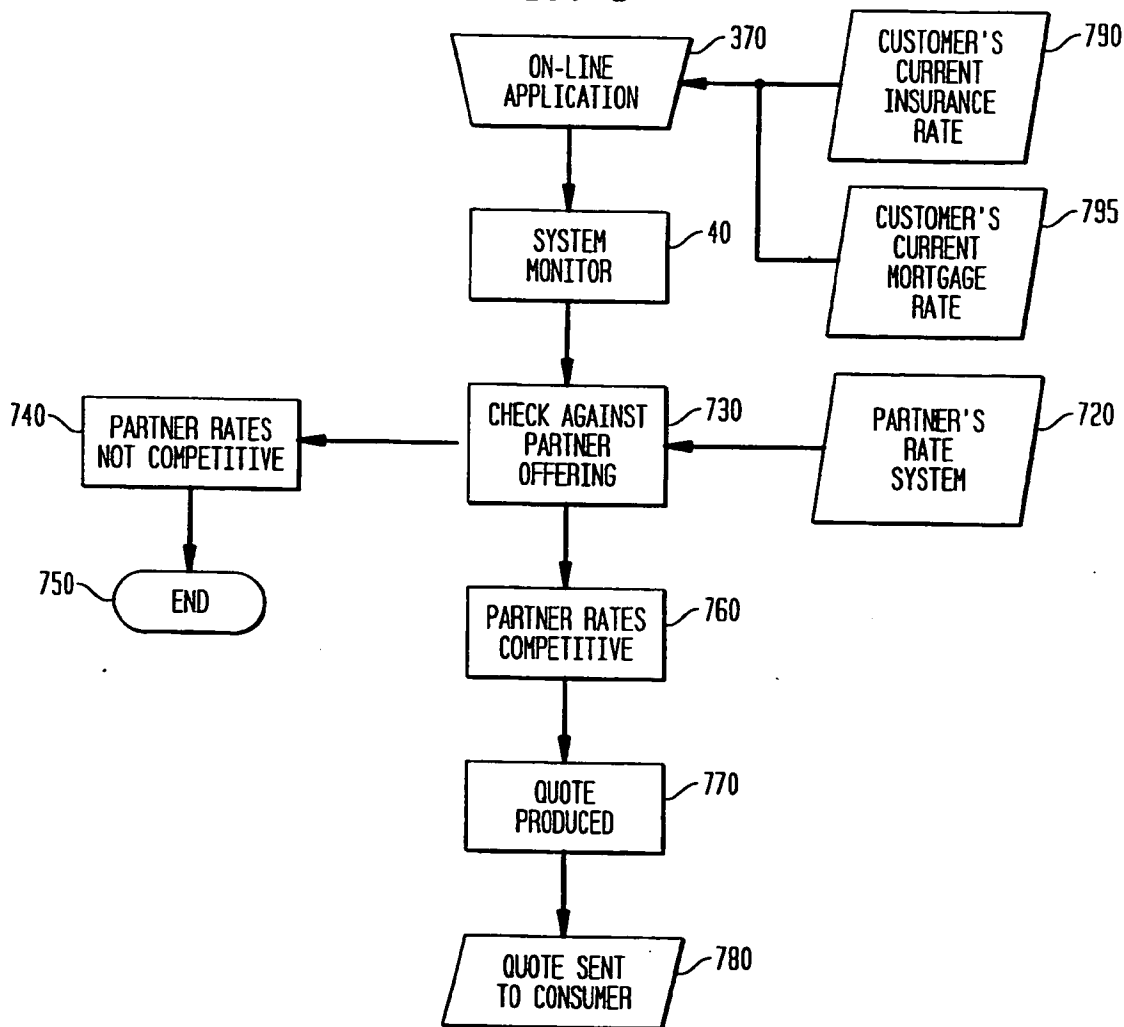 370
ON-LINE
APPLICATION
790
CUSTOMER'S
CURRENT
INSURANCE
RATE
795
CUSTOMER'S
CURRENT
MORTGAGE
RATE
40
SYSTEM
MONITOR
740
PARTNER RATES
NOT COMPETITIVE
730
CHECK AGAINST
PARTNER
OFFERING
720
PARTNER'S
RATE
SYSTEM
750
END
760
PARTNER RATES
COMPETITIVE
770
QUOTE
PRODUCED
780
QUOTE SENT
TO CONSUMER